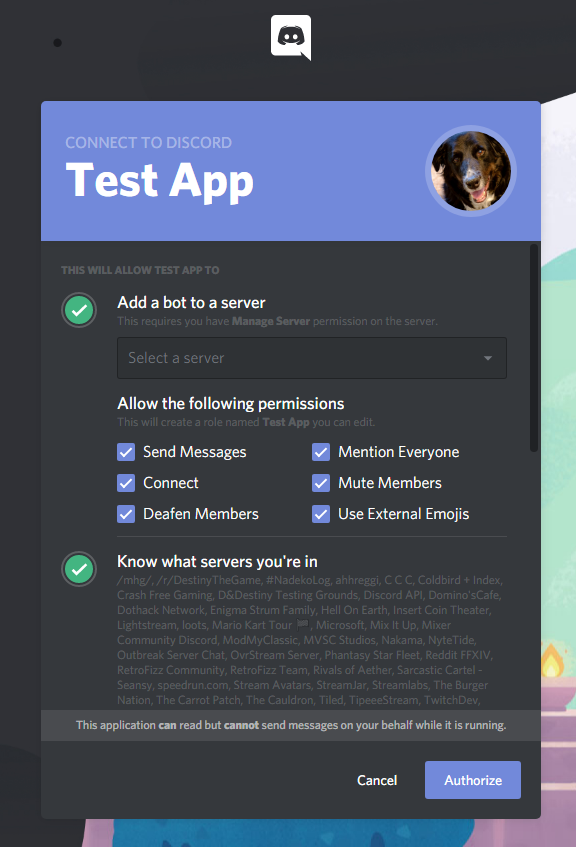 CONNECT TO DISCORD
Test App
THIS WILL ALLOW TEST APP TO
Add a bot to a server
This requires you have Manage Server permission on the server.
Select a server
Allow the following permissions
This will create a role named Test App you can edit.
Send Messages
Mention Everyone
Connect
Mute Members
Deafen Members
Use External Emojis
Know what servers you're in
/mhg/, /r/DestinyTheGame, #NadekoLog, ahhreggi, C C C, Coldbird + Index,
Crash Free Gaming, D&Destiny Testing Grounds, Discord API, Domino'sCafe,
Dothack Network, Enigma Strum Family, Hell On Earth, Insert Coin Theater,
Lightstream, loots, Mario Kart Tour 🏁, Microsoft, Mix It Up, Mixer
Community Discord, ModMyClassic, MVSC Studios, Nakama, NyteTide,
Outbreak Server Chat, OvrStream Server, Phantasy Star Fleet, Reddit FFXIV,
RetroFizz Community, RetroFizz Team, Rivals of Aether, Sarcastic Cartel -
Seansy, speedrun.com, Stream Avatars, StreamJar, Streamlabs, The Burger
Nation, The Carrot Patch, The Cauldron, Tiled, TipeeeStream, TwitchDev,
This application can read but cannot send messages on your behalf while it is running.
Cancel
Authorize